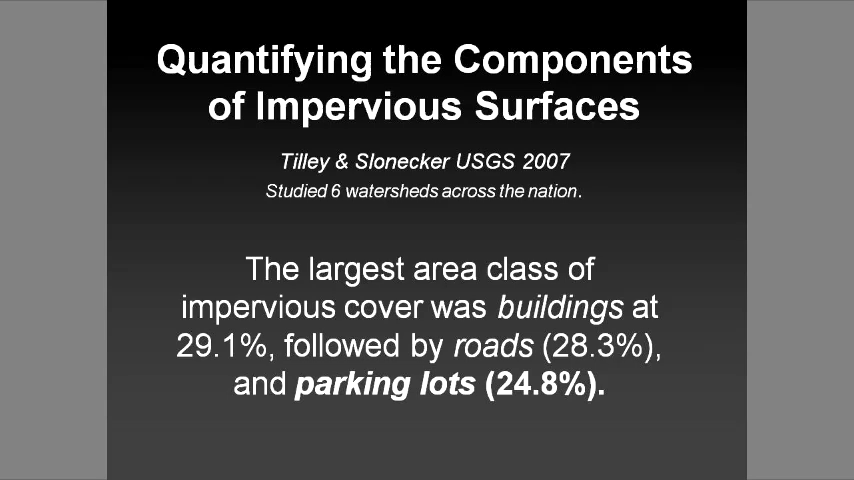 Quantifying the Components
of Impervious Surfaces
Tilley & Slonecker USGS 2007
Studied 6 watersheds across the nation.
The largest area class of
impervious cover was buildings at
29.1%, followed by roads (28.3%),
and parking lots (24.8%).